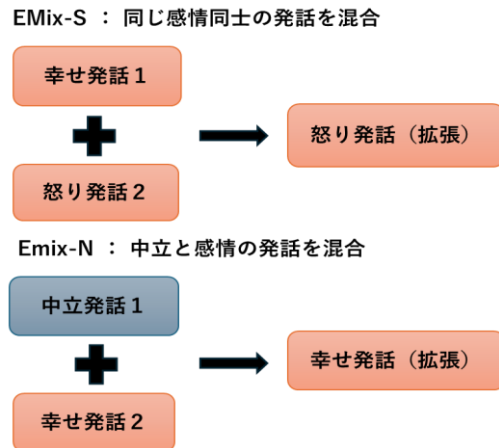 EMix-S ： 同じ感情同士の発話を混合
幸せ発話１
怒り発話（拡張）
怒り発話２
Emix-N ： 中立と感情の発話を混合
中立発話１
幸せ発話（拡張）
幸せ発話２